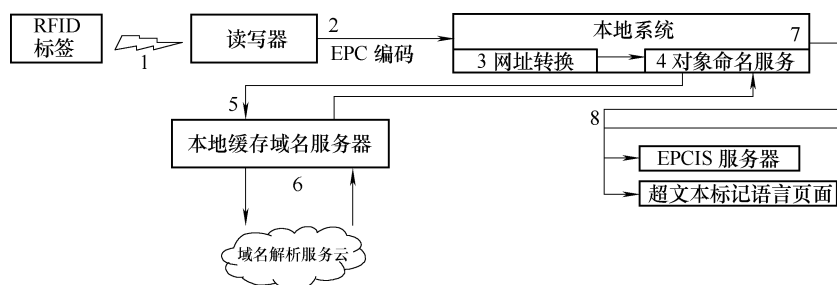 RFID
标签
1
读写器
2
EPC 编码
本地系统
7
3 网址转换
4 对象命名服务
5
本地缓存域名服务器
6
域名解析服务云
8
EPCIS 服务器
超文本标记语言页面